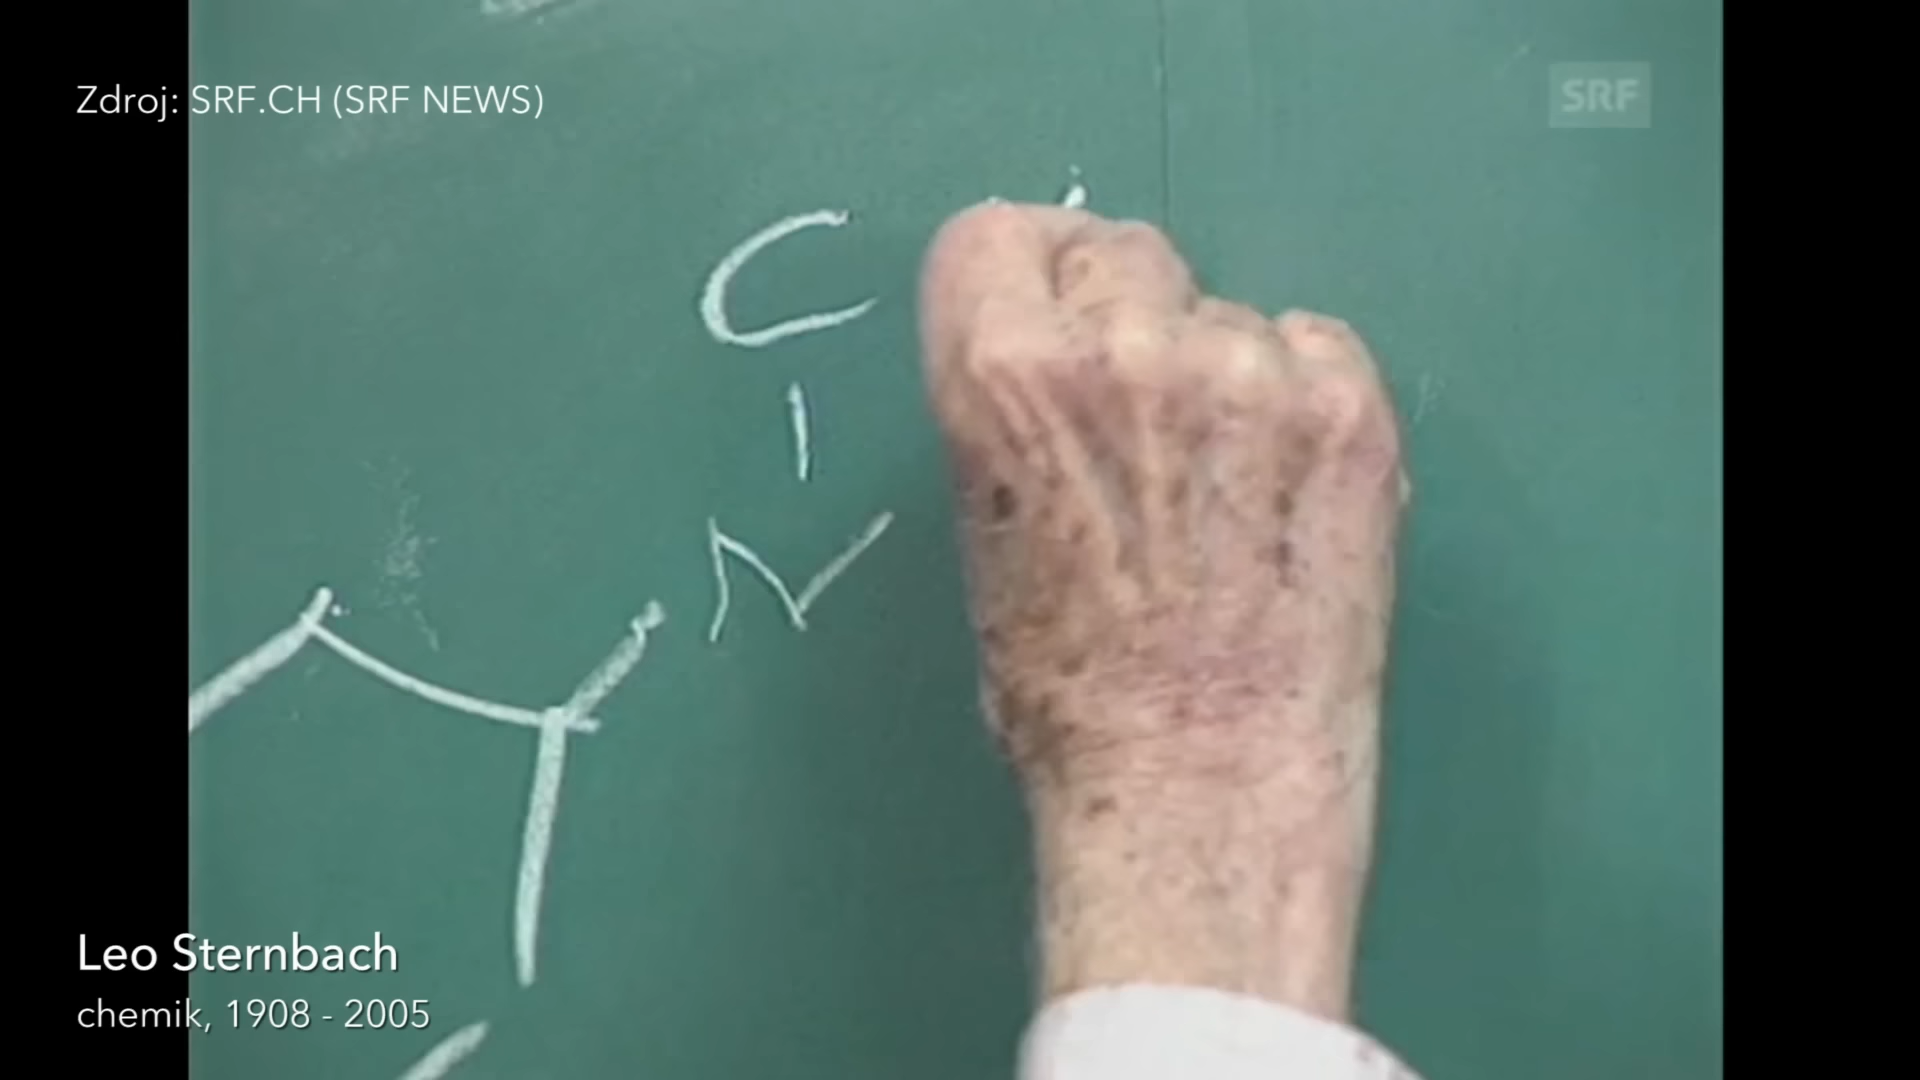 Zdroj: SRF.CH (SRF NEWS)
SRF
C
N
Leo Sternbach
chemik, 1908 - 2005